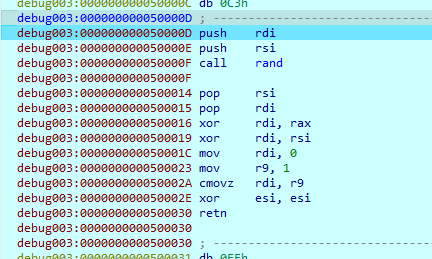 debug003:000000000050000C db 0C3h
debug003:000000000050000D ; ---------------------------
debug003:000000000050000D push rdi
debug003:000000000050000E push rsi
debug003:000000000050000F call rand
debug003:000000000050000F
debug003:0000000000500014 pop rsi
debug003:0000000000500015 pop rdi
debug003:0000000000500016 xor rdi, rax
debug003:0000000000500019 xor rdi, rsi
debug003:000000000050001C mov rdi, 0
debug003:0000000000500023 mov r9, 1
debug003:000000000050002A cmovz rdi, r9
debug003:000000000050002E xor esi, esi
debug003:0000000000500030 retn
debug003:0000000000500030
debug003:0000000000500030 ; ---------------------------
debug003:0000000000500031 db 0FFh